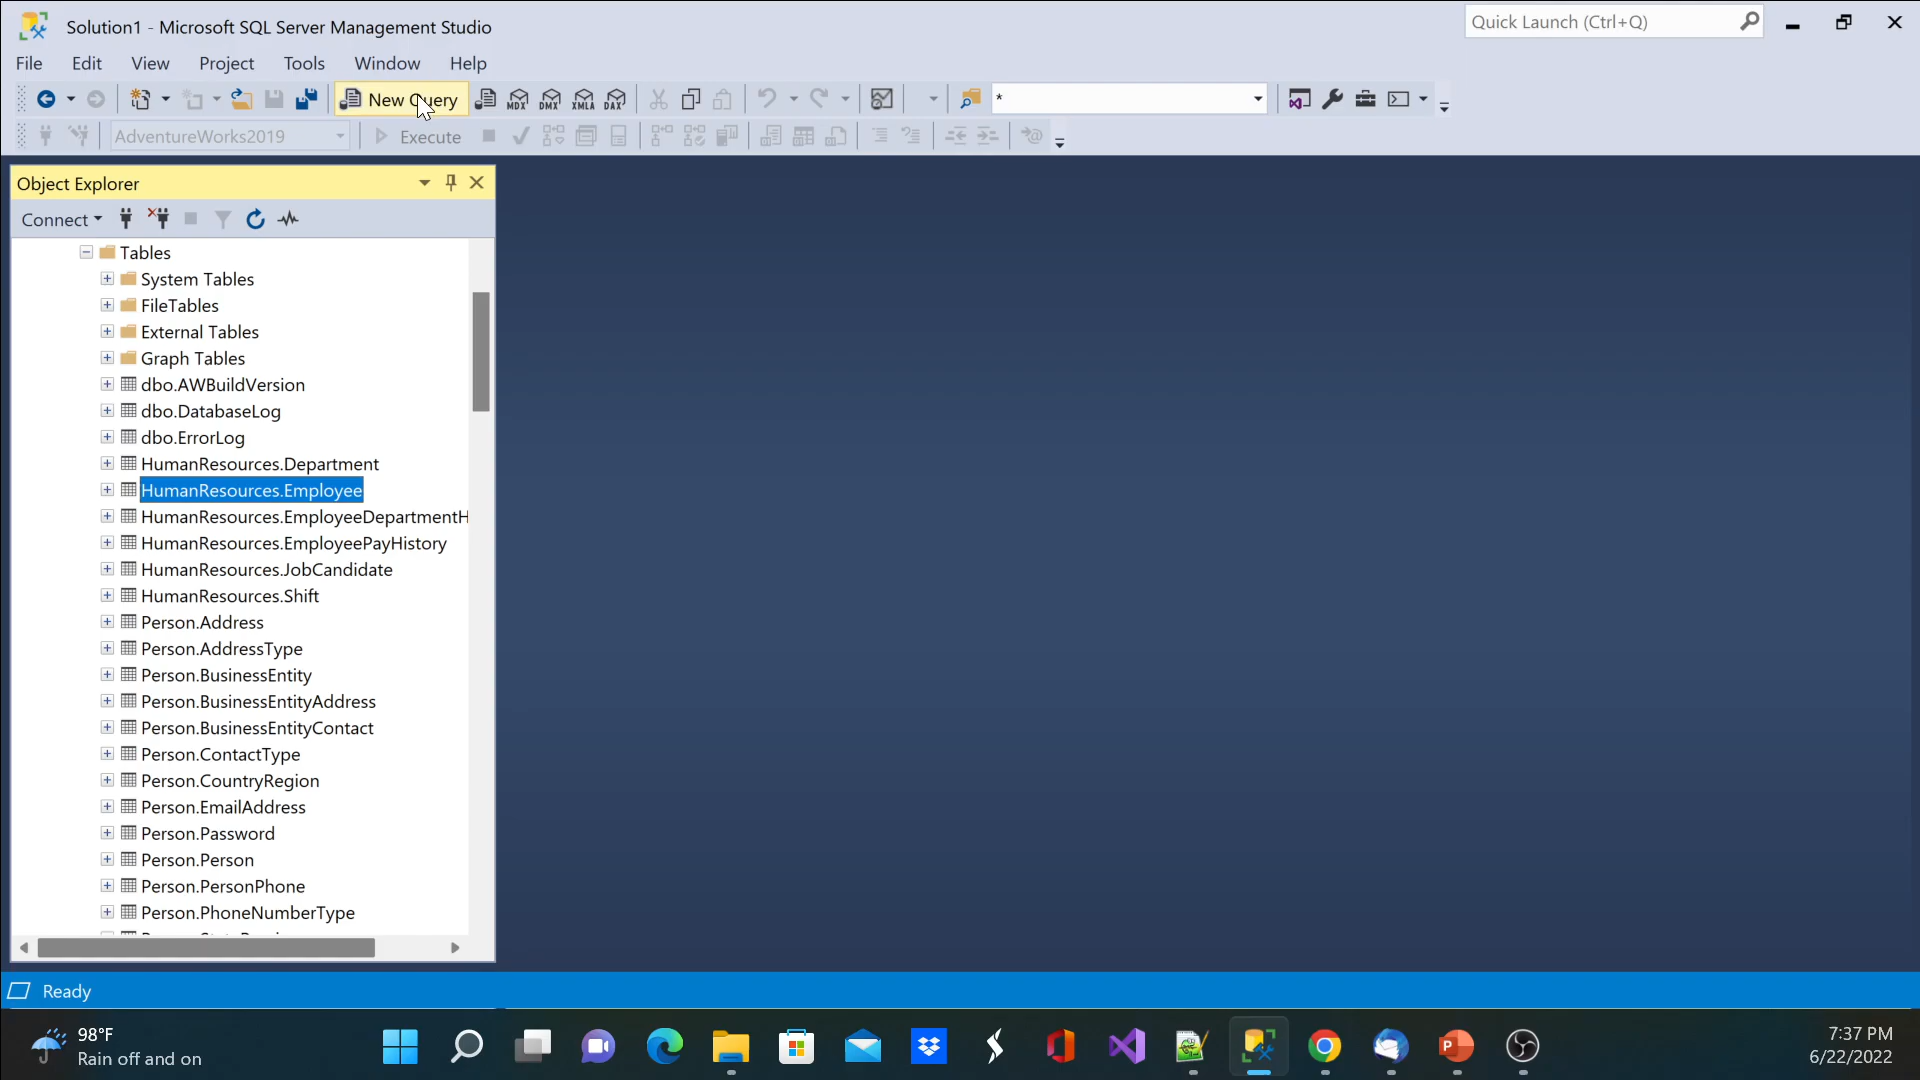 Solution1 - Microsoft SQL Server Management Studio
Quick Launch (Ctrl+Q)
File Edit View Project Tools Window Help
New Query MDX DMX XMLA DAX *
AdventureWorks2019 Execute
Object Explorer
Connect
Tables
System Tables
FileTables
External Tables
Graph Tables
dbo.AWBuildVersion
dbo.DatabaseLog
dbo.ErrorLog
HumanResources.Department
HumanResources.Employee
HumanResources.EmployeeDepartmentH
HumanResources.EmployeePayHistory
HumanResources.JobCandidate
HumanResources.Shift
Person.Address
Person.AddressType
Person.BusinessEntity
Person.BusinessEntityAddress
Person.BusinessEntityContact
Person.ContactType
Person.CountryRegion
Person.EmailAddress
Person.Password
Person.Person
Person.PersonPhone
Person.PhoneNumberType
Ready
98°F
Rain off and on
7:37 PM
6/22/2022